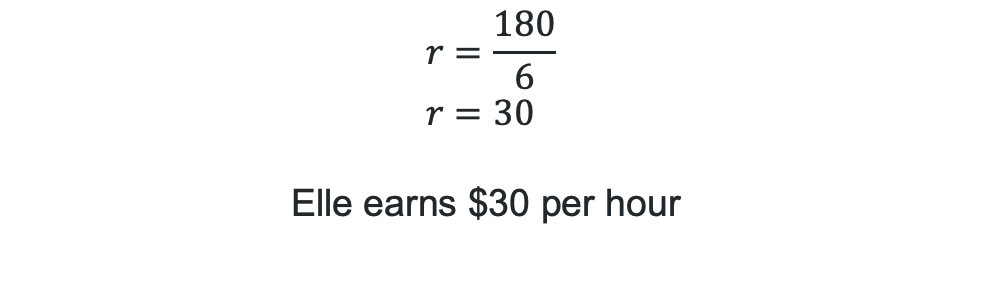 r = 180/6
r = 30
Elle earns $30 per hour